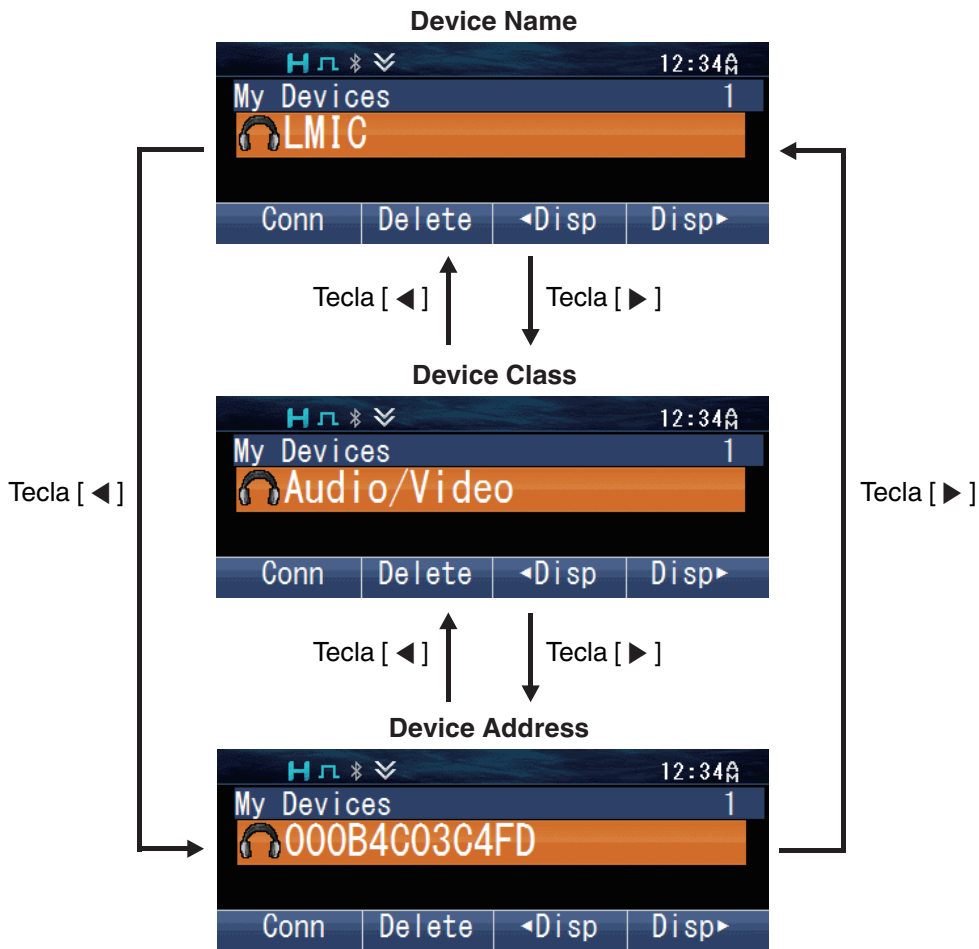 Device Name
H 12:34AM
My Devices 1
LMIC
Conn Delete ◂Disp Disp▸
Tecla [ ◀ ] Tecla [ ▶ ]
Device Class
H 12:34AM
My Devices 1
Audio/Video
Tecla [ ◀ ] Tecla [ ▶ ]
Conn Delete ◂Disp Disp▸
Tecla [ ◀ ] Tecla [ ▶ ]
Device Address
H 12:34AM
My Devices 1
000B4C03C4FD
Conn Delete ◂Disp Disp▸